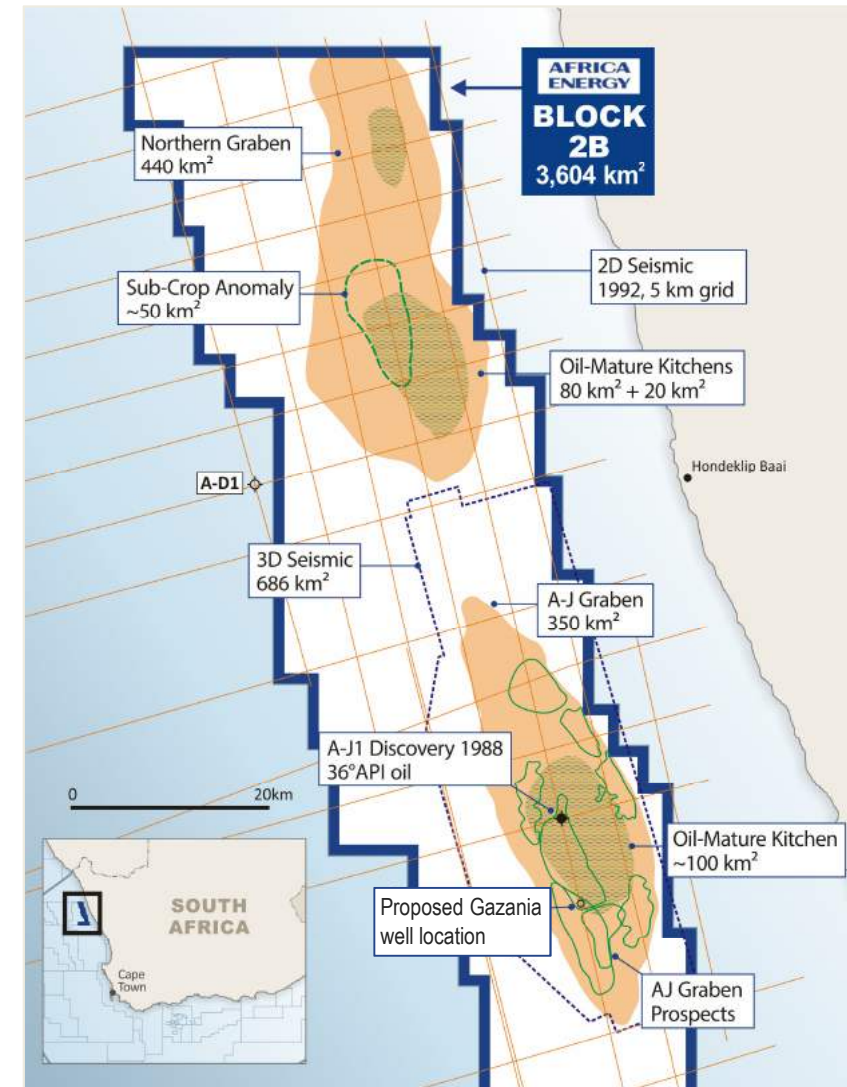 AFRICA
ENERGY
BLOCK
2B
3,604 km²
Northern Graben
440 km²
2D Seismic
1992, 5 km grid
Sub-Crop Anomaly
~50 km²
Oil-Mature Kitchens
80 km² + 20 km²
Hondeklip Baai
A-D1
3D Seismic
686 km²
A-J Graben
350 km²
A-J1 Discovery 1988
36°API oil
0 20km
Oil-Mature Kitchen
~100 km²
SOUTH
AFRICA
Proposed Gazania
well location
Cape
Town
AJ Graben
Prospects